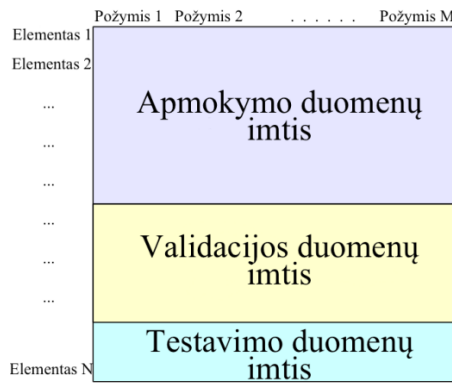 Požymis 1 Požymis 2 . . . . . . Požymis M
Elementas 1
Elementas 2
...
...
...
...
...
...
Elementas N
Apmokymo duomenų
imtis
Validacijos duomenų
imtis
Testavimo duomenų
imtis